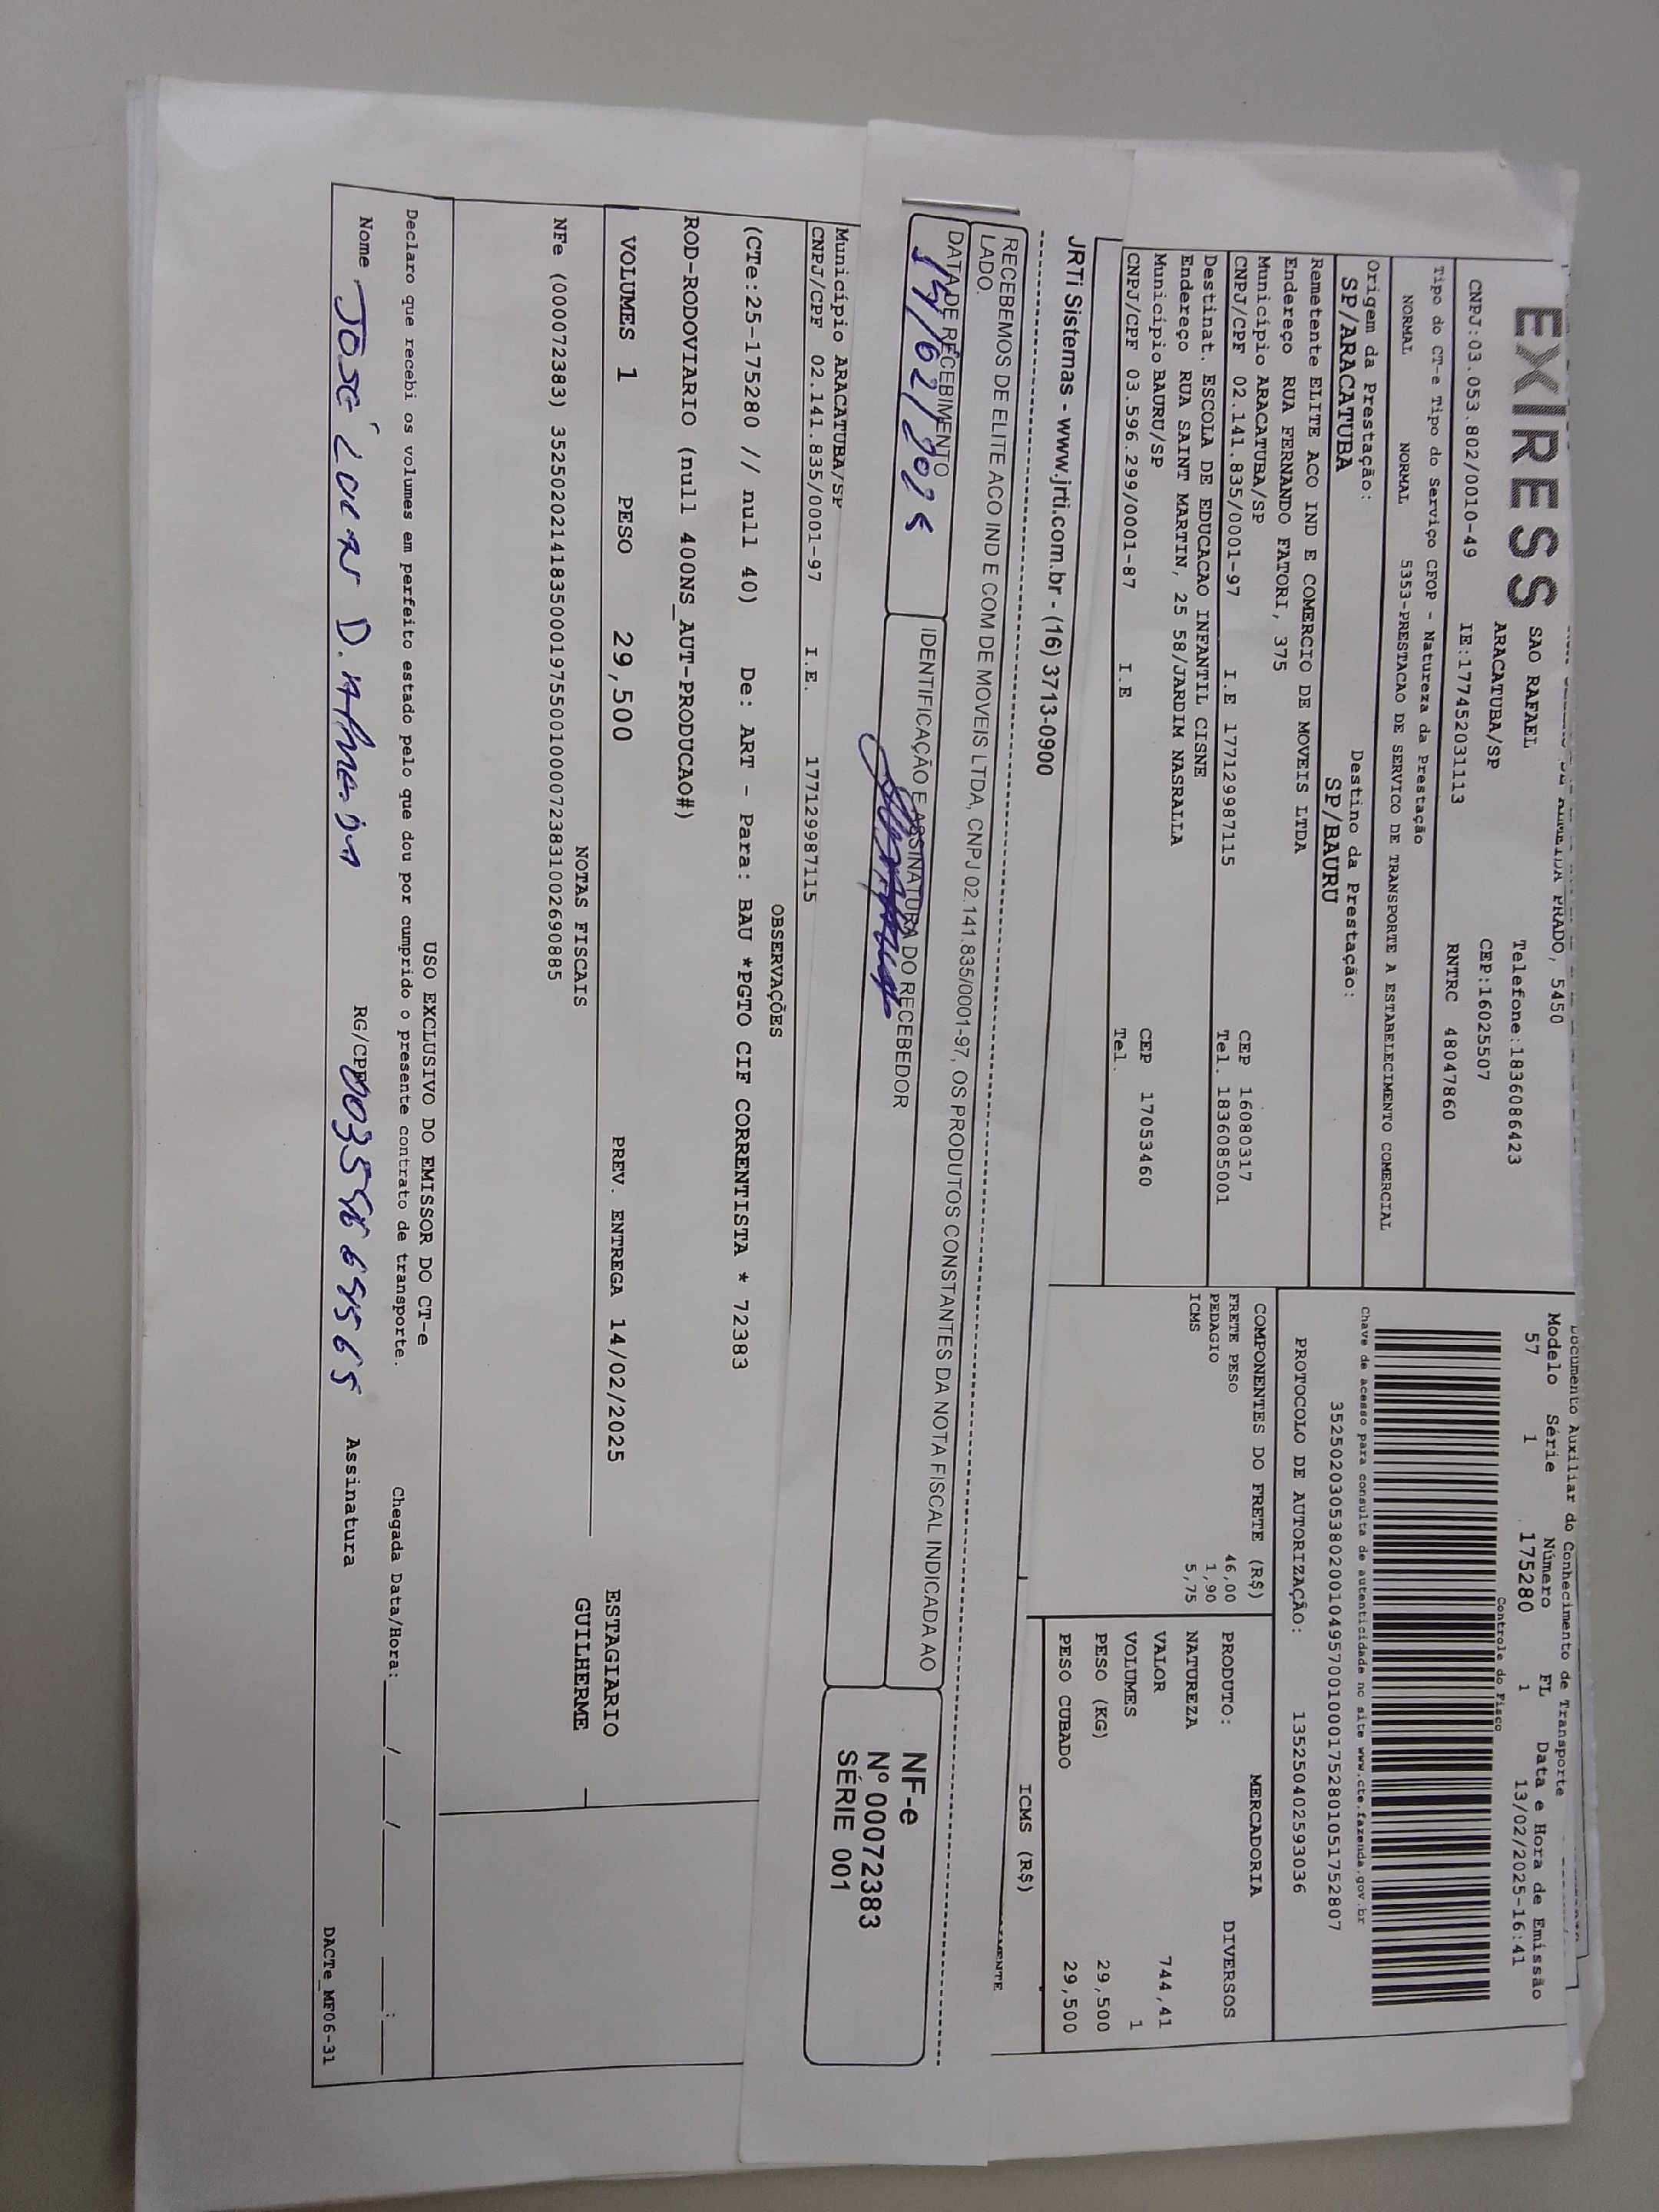 EXPRESS
SAO RAFAEL
ARACATUBA/SP
DE ALMEIDA PRADO, 5450
Telefone:1836086423
CEP:16025507
CNPJ:03.053.802/0010-49 IE:177452031113 RNTRC 48047860
Tipo do CT-e Tipo do Serviço CFOP - Natureza da Prestação
NORMAL NORMAL 5353-PRESTACAO DE SERVICO DE TRANSPORTE A ESTABELECIMENTO COMERCIAL
Origem da Prestação: Destino da Prestação:
SP/ARACATUBA SP/BAURU
Remetente ELITE ACO IND E COMERCIO DE MOVEIS LTDA
Endereço RUA FERNANDO FATORI, 375
Município ARACATUBA/SP CEP 16080317
CNPJ/CPF 02.141.835/0001-97 I.E 177129987115 Tel. 1836085001
Destinat. ESCOLA DE EDUCACAO INFANTIL CISNE
Endereço RUA SAINT MARTIN, 25 58/JARDIM NASRALLA
Município BAURU/SP CEP 17053460
CNPJ/CPF 03.596.299/0001-87 I.E Tel.
Documento Auxiliar do Conhecimento de Transporte
Modelo Série Número FL Data e Hora de Emissão
57 1 175280 1 13/02/2025-16:41
Controle do Fisco
Chave de acesso para consulta de autenticidade no site www.cte.fazenda.gov.br
35250203053802001049570010001752801051752807
PROTOCOLO DE AUTORIZAÇÃO: 135250402593036
COMPONENTES DO FRETE (R$)
FRETE PESO 46,00
PEDAGIO 1,90
ICMS 5,75
MERCADORIA
PRODUTO: DIVERSOS
NATUREZA
VALOR 744,41
VOLUMES 1
PESO (KG) 29,500
PESO CUBADO 29,500
ICMS (R$)
JRTi Sistemas - www.jrti.com.br - (16) 3713-0900
RECEBEMOS DE ELITE ACO IND E COM DE MOVEIS LTDA, CNPJ 02.141.835/0001-97, OS PRODUTOS CONSTANTES DA NOTA FISCAL INDICADA AO
LADO.
DATA DE RECEBIMENTO IDENTIFICAÇÃO E ASSINATURA DO RECEBEDOR
14/02/2025
NF-e
Nº 00072383
SÉRIE 001
Município ARACATUBA/SP
CNPJ/CPF 02.141.835/0001-97 I.E. 177129987115
OBSERVAÇÕES
(CTe:25-175280 // null 40) De: ART - Para: BAU *PGTO CIF CORRENTISTA * 72383
ROD-RODOVIARIO (null 400NS_AUT-PRODUCAO#)
VOLUMES 1 PESO 29,500 PREV. ENTREGA 14/02/2025 ESTAGIARIO
GUILHERME
NOTAS FISCAIS
NFe (000072383) 35250202141835000197550010000723831002690885
USO EXCLUSIVO DO EMISSOR DO CT-e
Declaro que recebi os volumes em perfeito estado pelo que dou por cumprido o presente contrato de transporte. Chegada Data/Hora:____/____/______ ____:____
Nome José Lucas D. Almeida RG/CPF Assinatura
DACTe_MF06-31